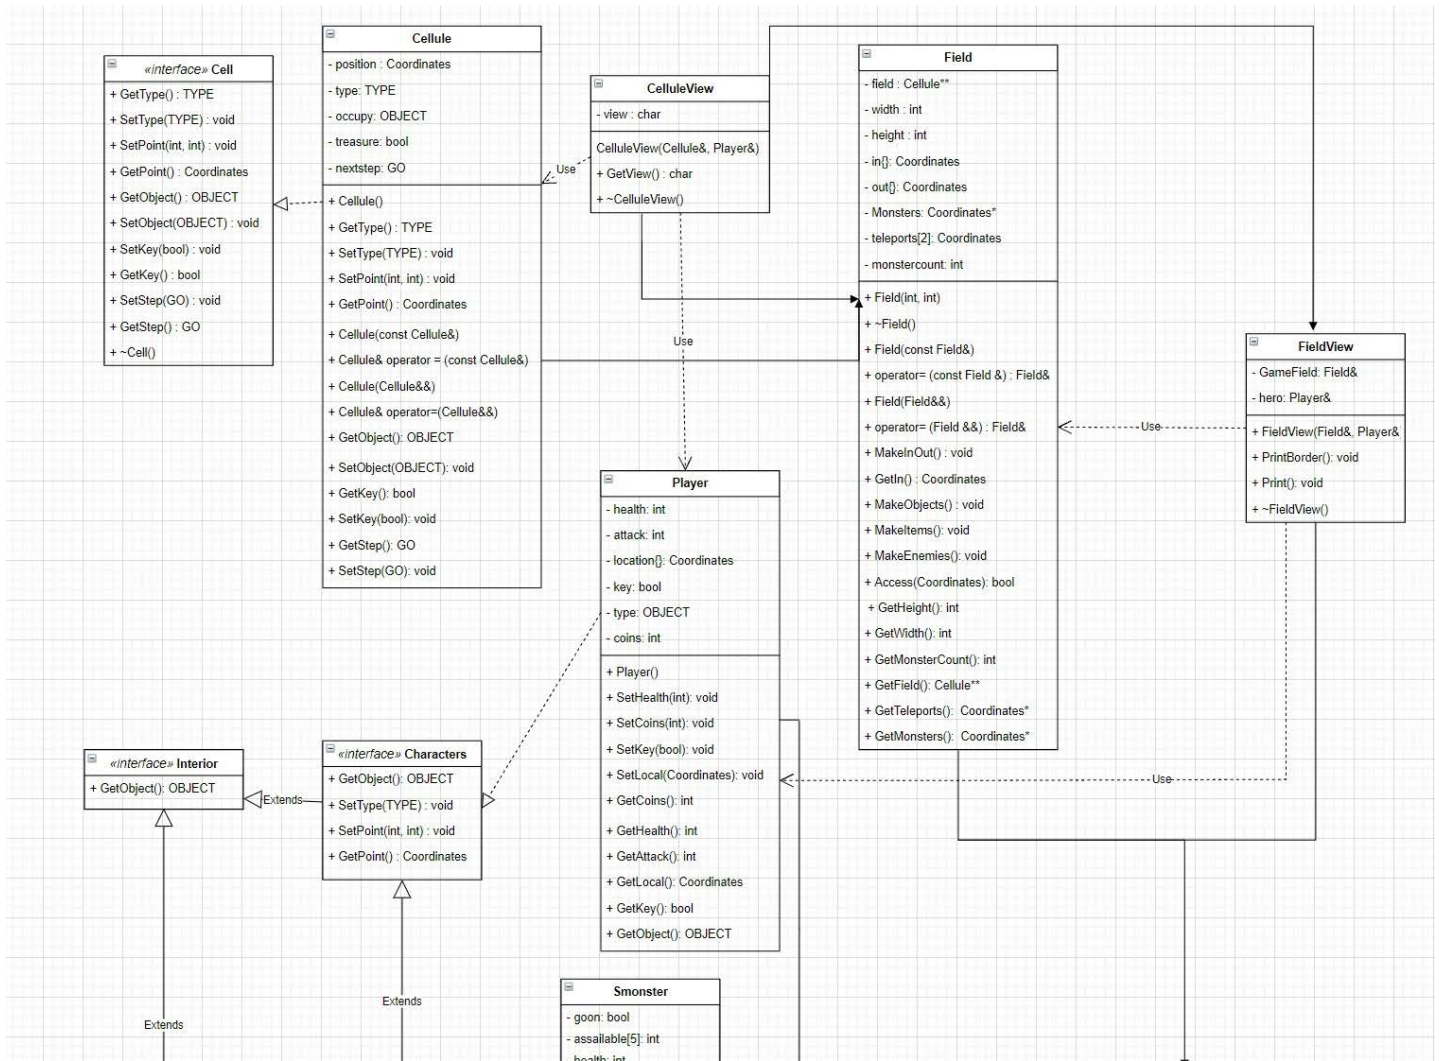 «interface» Cell
+ GetType() : TYPE
+ SetType(TYPE) : void
+ SetPoint(int, int) : void
+ GetPoint() : Coordinates
+ GetObject() : OBJECT
+ SetObject(OBJECT) : void
+ SetKey(bool) : void
+ GetKey() : bool
+ SetStep(GO) : void
+ GetStep() : GO
+ ~Cell()
Cellule
- position : Coordinates
- type: TYPE
- occupy: OBJECT
- treasure: bool
- nextstep: GO
+ Cellule()
+ GetType() : TYPE
+ SetType(TYPE) : void
+ SetPoint(int, int) : void
+ GetPoint() : Coordinates
+ Cellule(const Cellule&)
+ Cellule& operator = (const Cellule&)
+ Cellule(Cellule&&)
+ Cellule& operator=(Cellule&&)
+ GetObject(): OBJECT
+ SetObject(OBJECT): void
+ GetKey(): bool
+ SetKey(bool): void
+ GetStep(): GO
+ SetStep(GO): void
Use
CelluleView
- view : char
CelluleView(Cellule&, Player&)
+ GetView() : char
+ ~CelluleView()
Use
Field
- field : Cellule**
- width : int
- height : int
- in{}: Coordinates
- out{}: Coordinates
- Monsters: Coordinates*
- teleports[2]: Coordinates
- monstercount: int
+ Field(int, int)
+ ~Field()
+ Field(const Field&)
+ operator= (const Field &) : Field&
+ Field(Field&&)
+ operator= (Field &&) : Field&
+ MakeInOut() : void
+ GetIn() : Coordinates
+ MakeObjects() : void
+ MakeItems(): void
+ MakeEnemies(): void
+ Access(Coordinates): bool
+ GetHeight(): int
+ GetWidth(): int
+ GetMonsterCount(): int
+ GetField(): Cellule**
+ GetTeleports(): Coordinates*
+ GetMonsters(): Coordinates*
Use
FieldView
- GameField: Field&
- hero: Player&
+ FieldView(Field&, Player&
+ PrintBorder(): void
+ Print(): void
+ ~FieldView()
Use
Player
- health: int
- attack: int
- location{}: Coordinates
- key: bool
- type: OBJECT
- coins: int
+ Player()
+ SetHealth(int): void
+ SetCoins(int): void
+ SetKey(bool): void
+ SetLocal(Coordinates): void
+ GetCoins(): int
+ GetHealth(): int
+ GetAttack(): int
+ GetLocal(): Coordinates
+ GetKey(): bool
+ GetObject(): OBJECT
«interface» Interior
+ GetObject(): OBJECT
Extends
«interface» Characters
+ GetObject(): OBJECT
+ SetType(TYPE) : void
+ SetPoint(int, int) : void
+ GetPoint() : Coordinates
Extends
Extends
Smonster
- goon: bool
- assailable[5]: int
- health: int